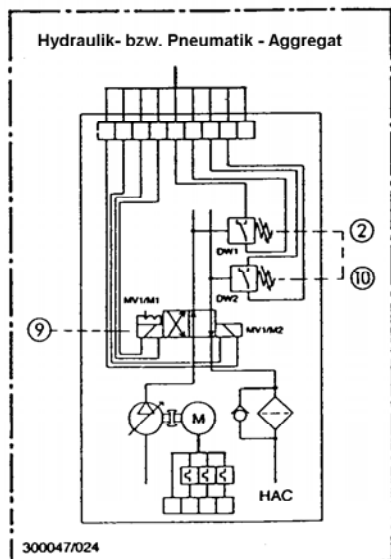 Hydraulik- bzw. Pneumatik - Aggregat
DW1
2
DW2
10
MV1/M1
9
MV1/M2
M
HAC
300047/024